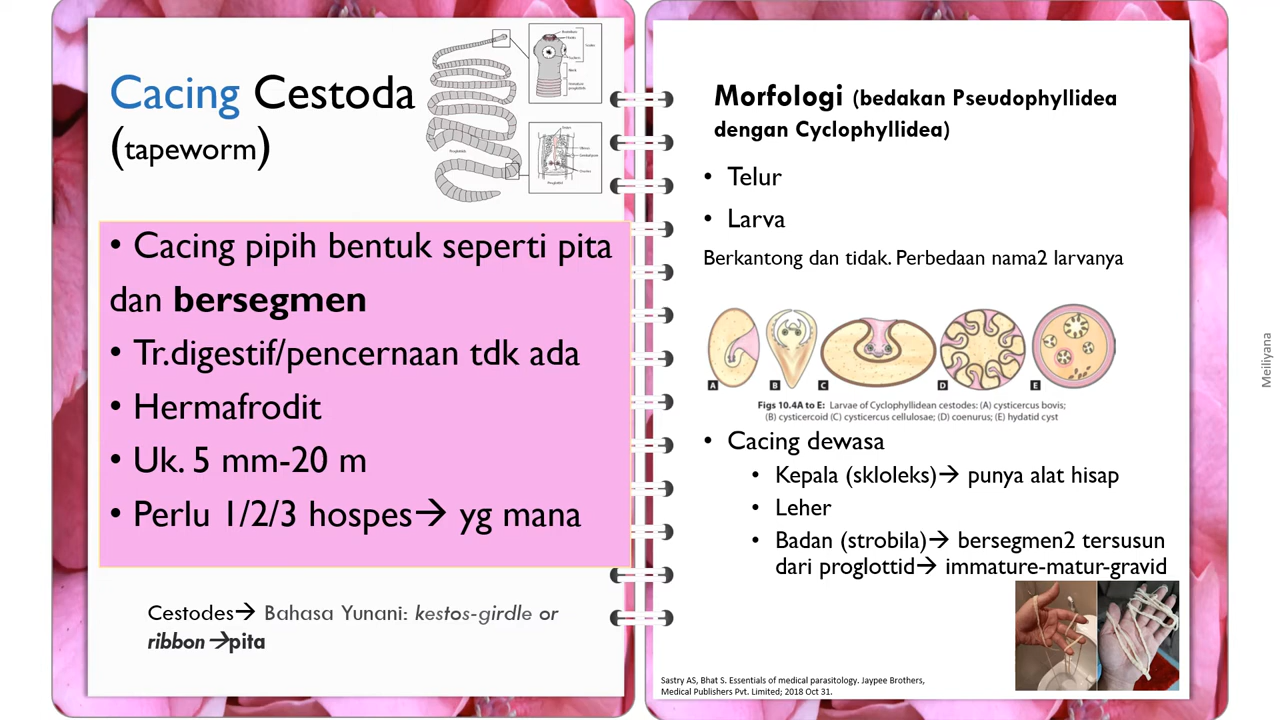 Cacing Cestoda
(tapeworm)
• Cacing pipih bentuk seperti pita
dan bersegmen
• Tr.digestif/pencernaan tdk ada
• Hermafrodit
• Uk. 5 mm-20 m
• Perlu 1/2/3 hospes→ yg mana
Cestodes→ Bahasa Yunani: kestos-girdle or
ribbon →pita
Morfologi (bedakan Pseudophyllidea
dengan Cyclophyllidea)
• Telur
• Larva
Berkantong dan tidak. Perbedaan nama2 larvanya
A B C D E
Figs 10.4A to E: Larvae of Cyclophyllidean cestodes: (A) cysticercus bovis;
(B) cysticercoid (C) cysticercus cellulosae; (D) coenurus; (E) hydatid cyst
• Cacing dewasa
• Kepala (skloleks)→ punya alat hisap
• Leher
• Badan (strobila)→ bersegmen2 tersusun
dari proglottid→ immature-matur-gravid
Sastry AS, Bhat S. Essentials of medical parasitology. Jaypee Brothers,
Medical Publishers Pvt. Limited; 2018 Oct 31.
Meiliyana